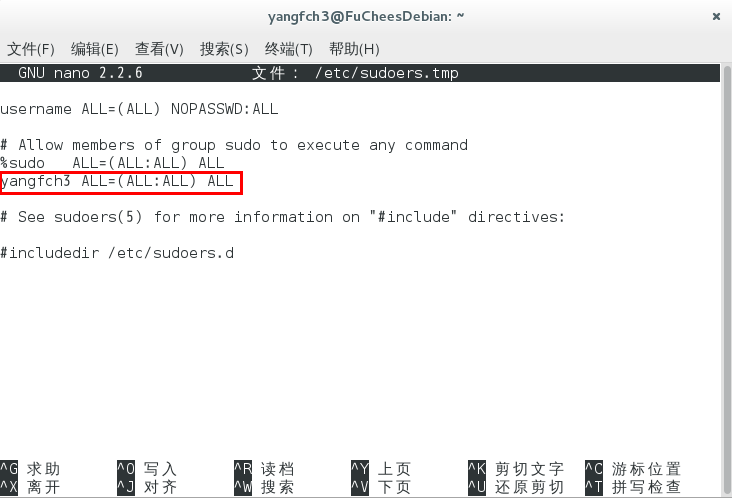 yangfch3@FuCheesDebian: ~
文件(F) 编辑(E) 查看(V) 搜索(S) 终端(T) 帮助(H)
GNU nano 2.2.6 文件： /etc/sudoers.tmp
username ALL=(ALL) NOPASSWD:ALL
# Allow members of group sudo to execute any command
%sudo   ALL=(ALL:ALL) ALL
yangfch3 ALL=(ALL:ALL) ALL
# See sudoers(5) for more information on "#include" directives:
#includedir /etc/sudoers.d
^G 求助 ^O 写入 ^R 读档 ^Y 上页 ^K 剪切文字 ^C 游标位置
^X 离开 ^J 对齐 ^W 搜索 ^V 下页 ^U 还原剪切 ^T 拼写检查